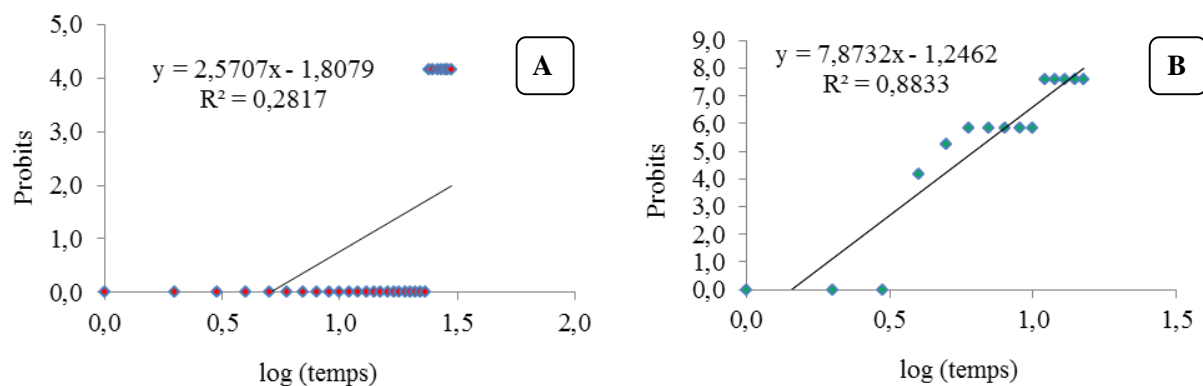 5,0
4,0
3,0
2,0
1,0
0,0
Probits
y = 2,5707x - 1,8079
R² = 0,2817
A
0,0 0,5 1,0 1,5 2,0
log (temps)
9,0
8,0
7,0
6,0
5,0
4,0
3,0
2,0
1,0
0,0
Probits
y = 7,8732x - 1,2462
R² = 0,8833
B
0,0 0,5 1,0 1,5
log (temps)